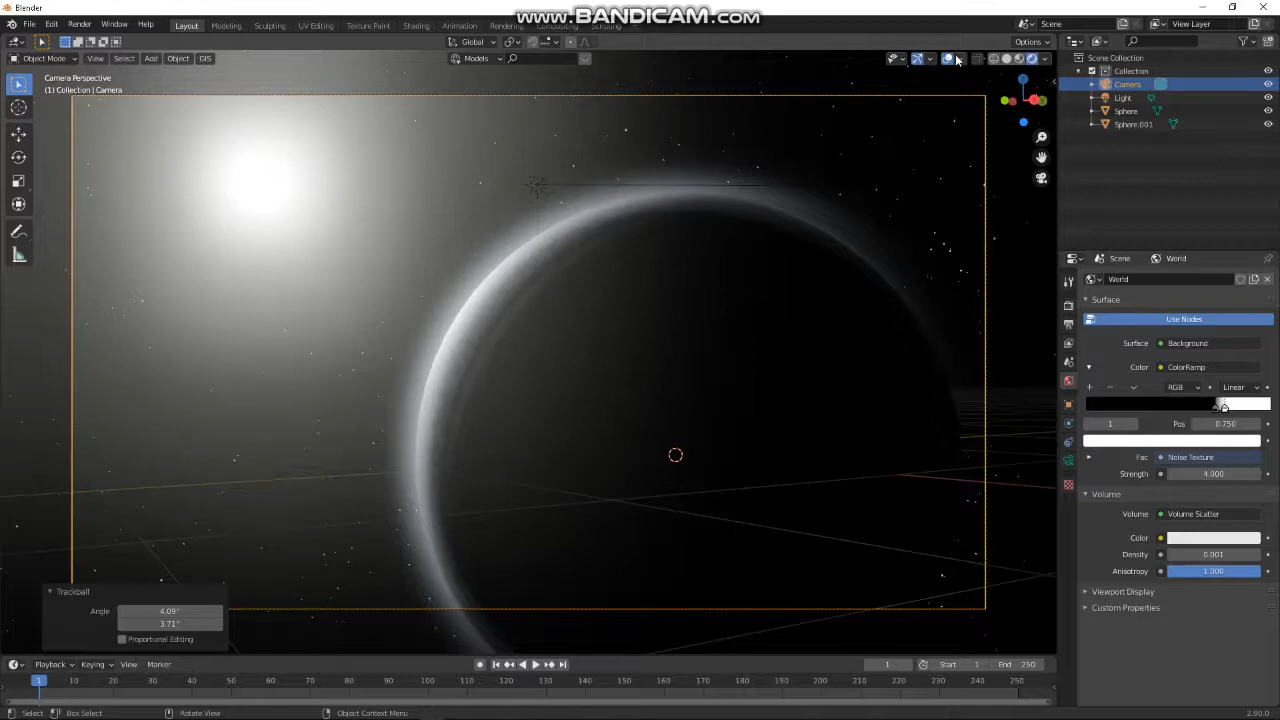 Blender
www.BANDICAM.com
File Edit Render Window Help Layout Modeling Sculpting UV Editing Texture Paint Shading Animation Rendering Compositing Scripting Scene View Layer
Global Options
Object Mode View Select Add Object GIS Models
Camera Perspective
(1) Collection | Camera
Scene Collection
Collection
Camera
Light
Sphere
Sphere.001
Scene World
World
Surface
Use Nodes
Surface Background
Color ColorRamp
RGB Linear
1 Pos 0.750
Fac Noise Texture
Strength 4.000
Volume
Volume Volume Scatter
Color
Density 0.001
Anisotropy 1.000
Viewport Display
Custom Properties
Trackball
Angle 4.09°
3.71°
Proportional Editing
Playback Keying View Marker 1 Start 1 End 250
1 10 20 30 40 50 60 70 80 90 100 110 120 130 140 150 160 170 180 190 200 210 220 230 240 250
Select Box Select Rotate View Object Context Menu 2.90.0